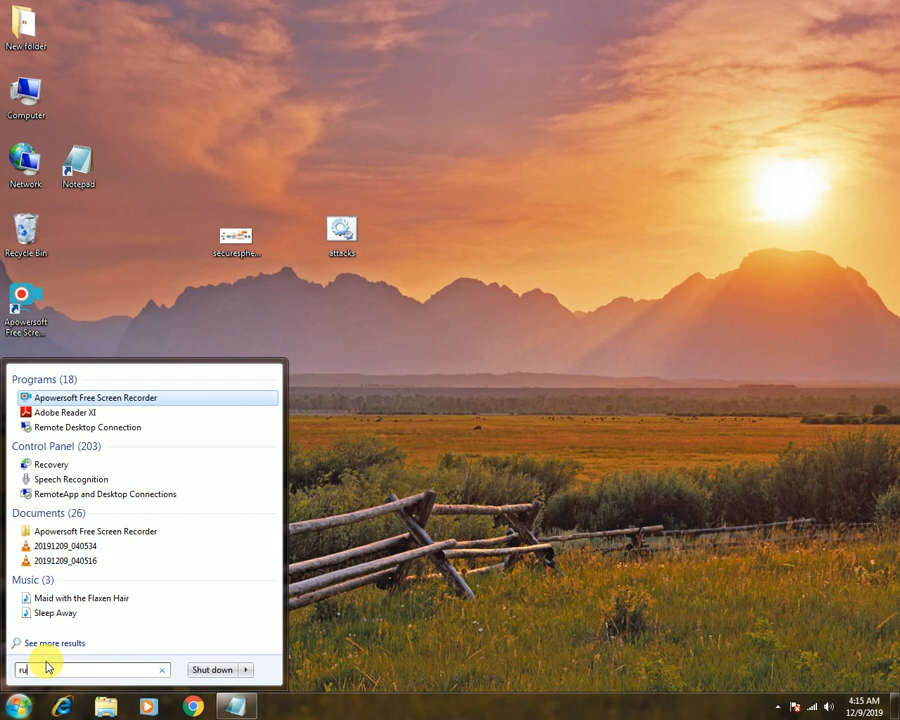 New folder
Computer
Network
Notepad
Recycle Bin
securesphe...
attacks
Apowersoft
Free Scre...
Programs (18)
Apowersoft Free Screen Recorder
Adobe Reader XI
Remote Desktop Connection
Control Panel (203)
Recovery
Speech Recognition
RemoteApp and Desktop Connections
Documents (26)
Apowersoft Free Screen Recorder
20191209_040534
20191209_040516
Music (3)
Maid with the Flaxen Hair
Sleep Away
See more results
ru
Shut down
4:15 AM
12/9/2019